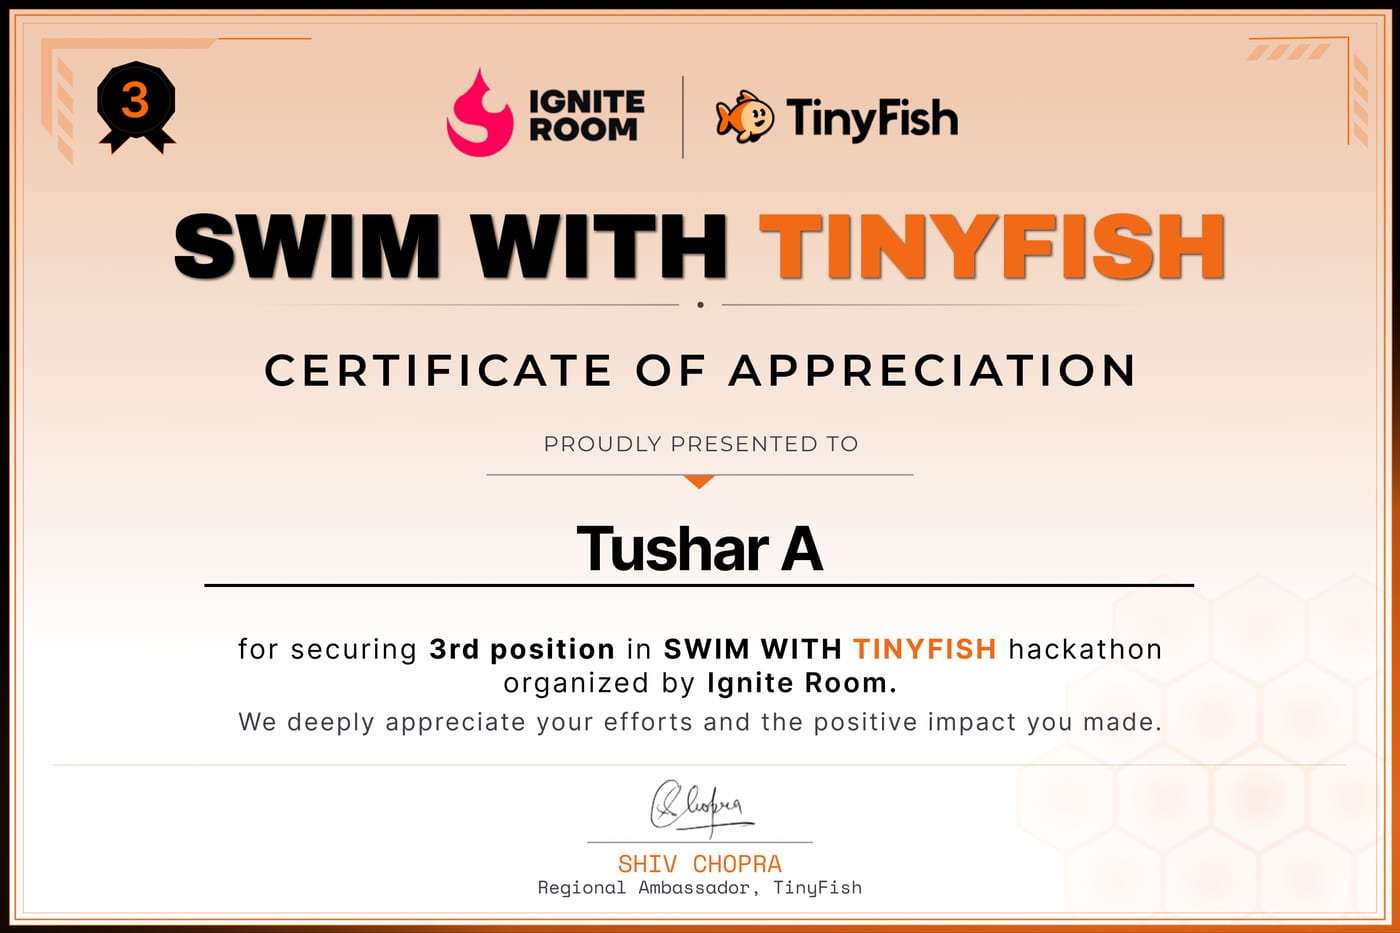 3
IGNITE
ROOM
TinyFish
SWIM WITH TINYFISH
CERTIFICATE OF APPRECIATION
PROUDLY PRESENTED TO
Tushar A
for securing 3rd position in SWIM WITH TINYFISH hackathon
organized by Ignite Room.
We deeply appreciate your efforts and the positive impact you made.
Chopra
SHIV CHOPRA
Regional Ambassador, TinyFish